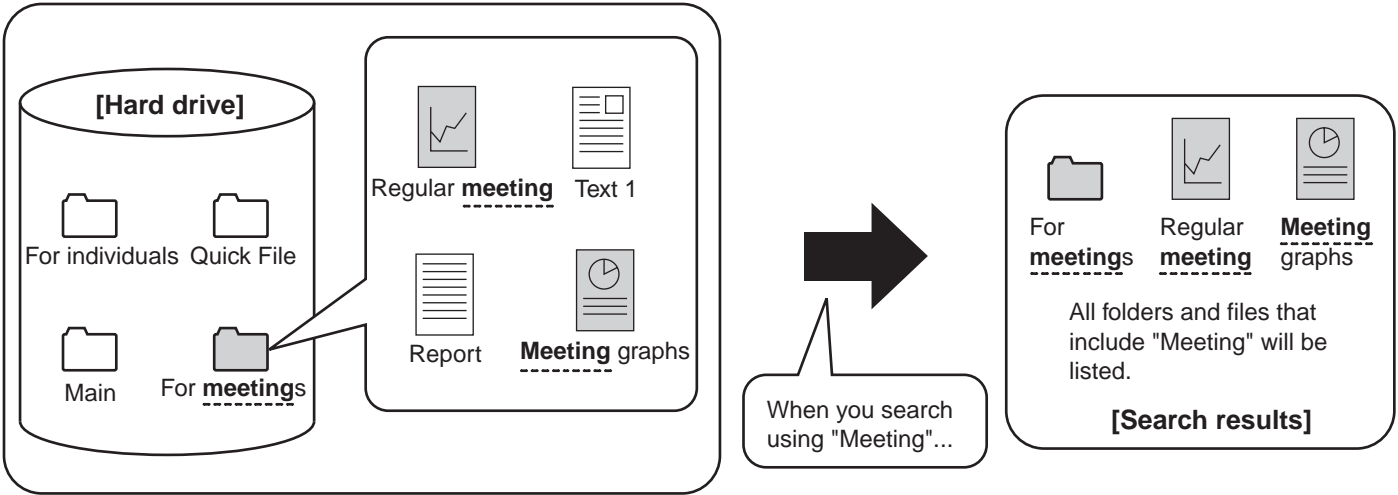 [Hard drive]
For individuals
Quick File
Main
For meetings
Regular meeting
Text 1
Report
Meeting graphs
When you search
using "Meeting"...
For
meetings
Regular
meeting
Meeting
graphs
All folders and files that
include "Meeting" will be
listed.
[Search results]